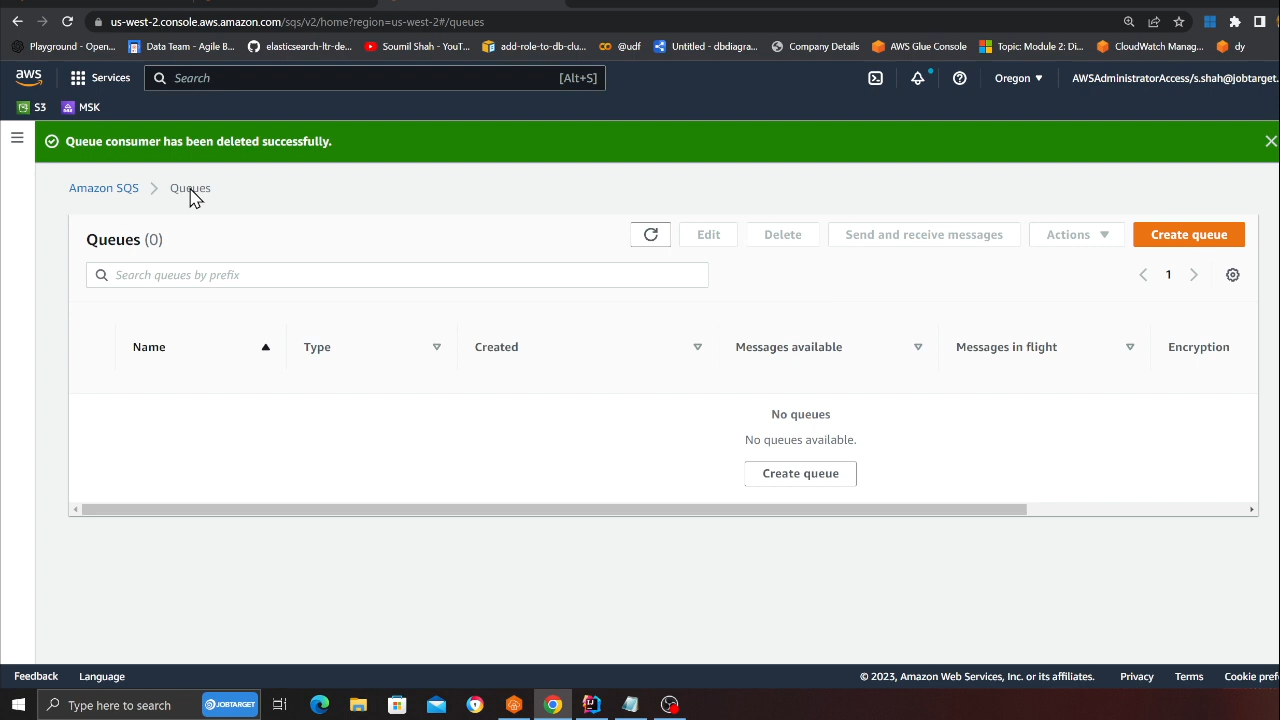 us-west-2.console.aws.amazon.com/sqs/v2/home?region=us-west-2#/queues
Playground - Open... Data Team - Agile B... elasticsearch-ltr-de... Soumil Shah - YouT... add-role-to-db-clu... @udf Untitled - dbdiagra... Company Details AWS Glue Console Topic: Module 2: Di... CloudWatch Manag... dy
aws Services Search [Alt+S] Oregon AWSAdministratorAccess/s.shah@jobtarget.
S3 MSK
Queue consumer has been deleted successfully.
Amazon SQS Queues
Queues (0) Edit Delete Send and receive messages Actions Create queue
Search queues by prefix 1
Name Type Created Messages available Messages in flight Encryption
No queues
No queues available.
Create queue
Feedback Language © 2023, Amazon Web Services, Inc. or its affiliates. Privacy Terms Cookie pref
Type here to search JOBTARGET